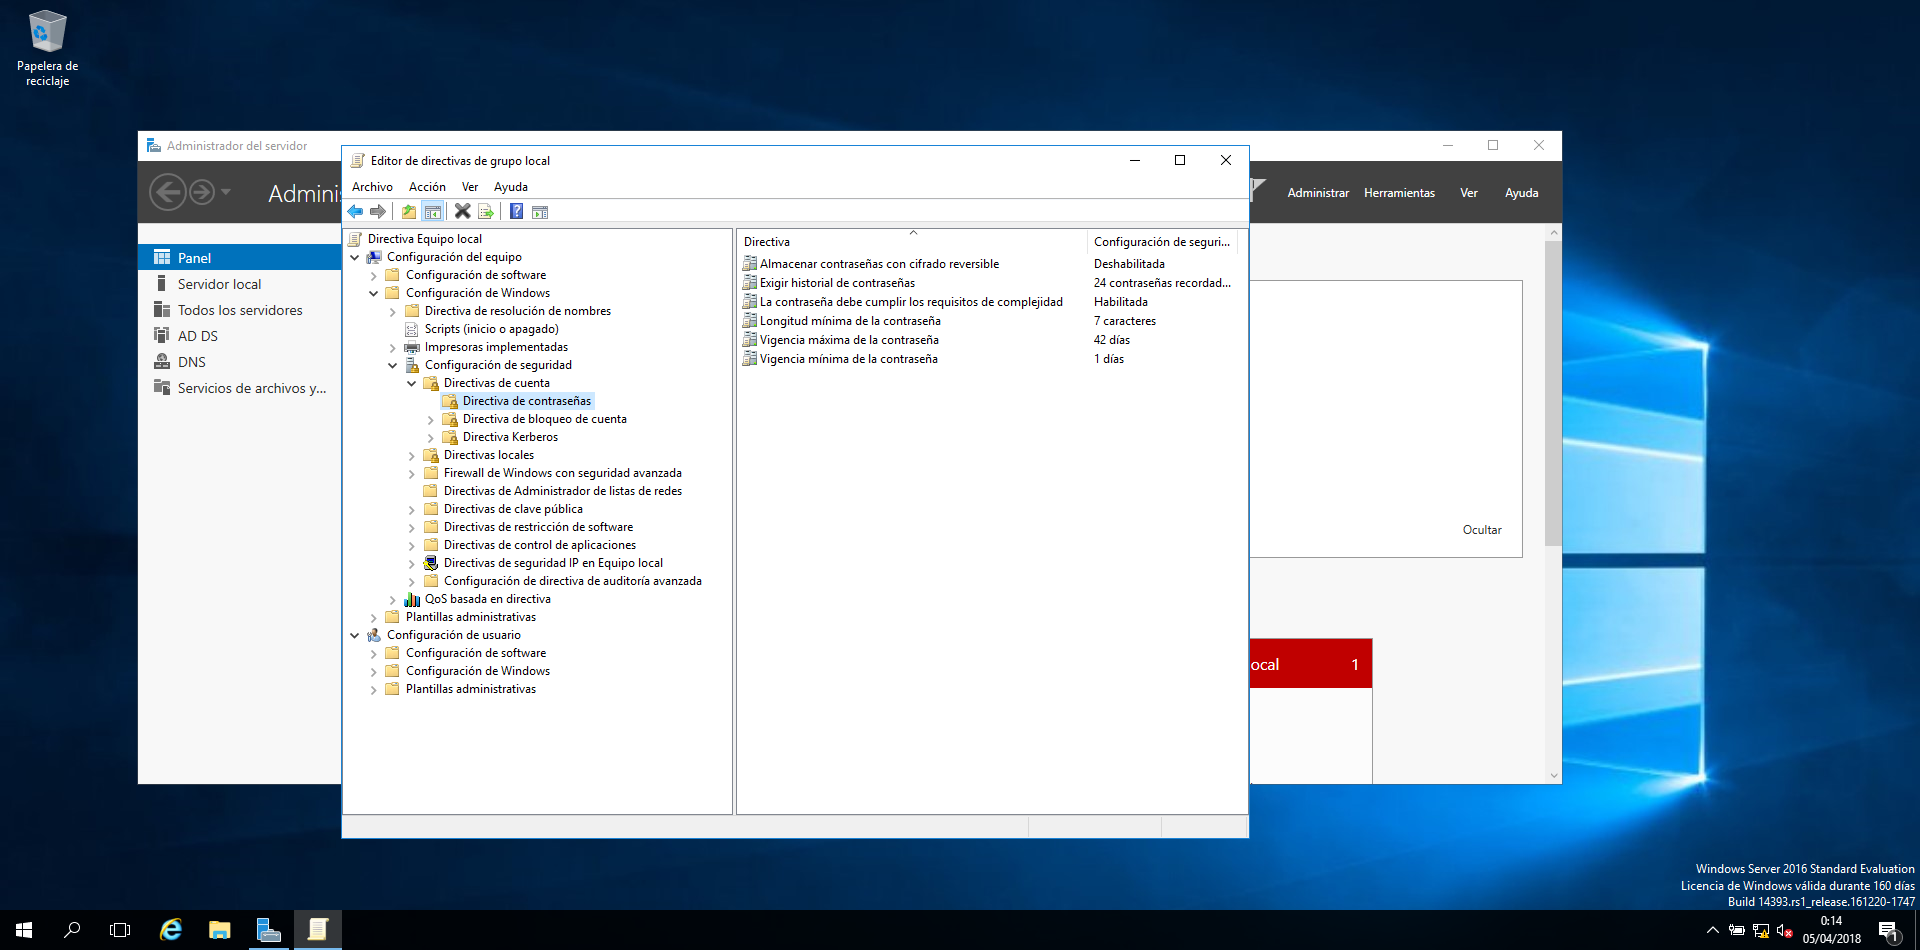 Papelera de
reciclaje
Administrador del servidor
Adminis
Administrar
Herramientas
Ver
Ayuda
Panel
Servidor local
Todos los servidores
AD DS
DNS
Servicios de archivos y...
Editor de directivas de grupo local
Archivo
Acción
Ver
Ayuda
Directiva Equipo local
Configuración del equipo
Configuración de software
Configuración de Windows
Directiva de resolución de nombres
Scripts (inicio o apagado)
Impresoras implementadas
Configuración de seguridad
Directivas de cuenta
Directiva de contraseñas
Directiva de bloqueo de cuenta
Directiva Kerberos
Directivas locales
Firewall de Windows con seguridad avanzada
Directivas de Administrador de listas de redes
Directivas de clave pública
Directivas de restricción de software
Directivas de control de aplicaciones
Directivas de seguridad IP en Equipo local
Configuración de directiva de auditoría avanzada
QoS basada en directiva
Plantillas administrativas
Configuración de usuario
Configuración de software
Configuración de Windows
Plantillas administrativas
Directiva Configuración de seguri...
Almacenar contraseñas con cifrado reversible Deshabilitada
Exigir historial de contraseñas 24 contraseñas recordad...
La contraseña debe cumplir los requisitos de complejidad Habilitada
Longitud mínima de la contraseña 7 caracteres
Vigencia máxima de la contraseña 42 días
Vigencia mínima de la contraseña 1 días
Ocultar
ocal 1
Windows Server 2016 Standard Evaluation
Licencia de Windows válida durante 160 días
Build 14393.rs1_release.161220-1747
0:14
05/04/2018
1